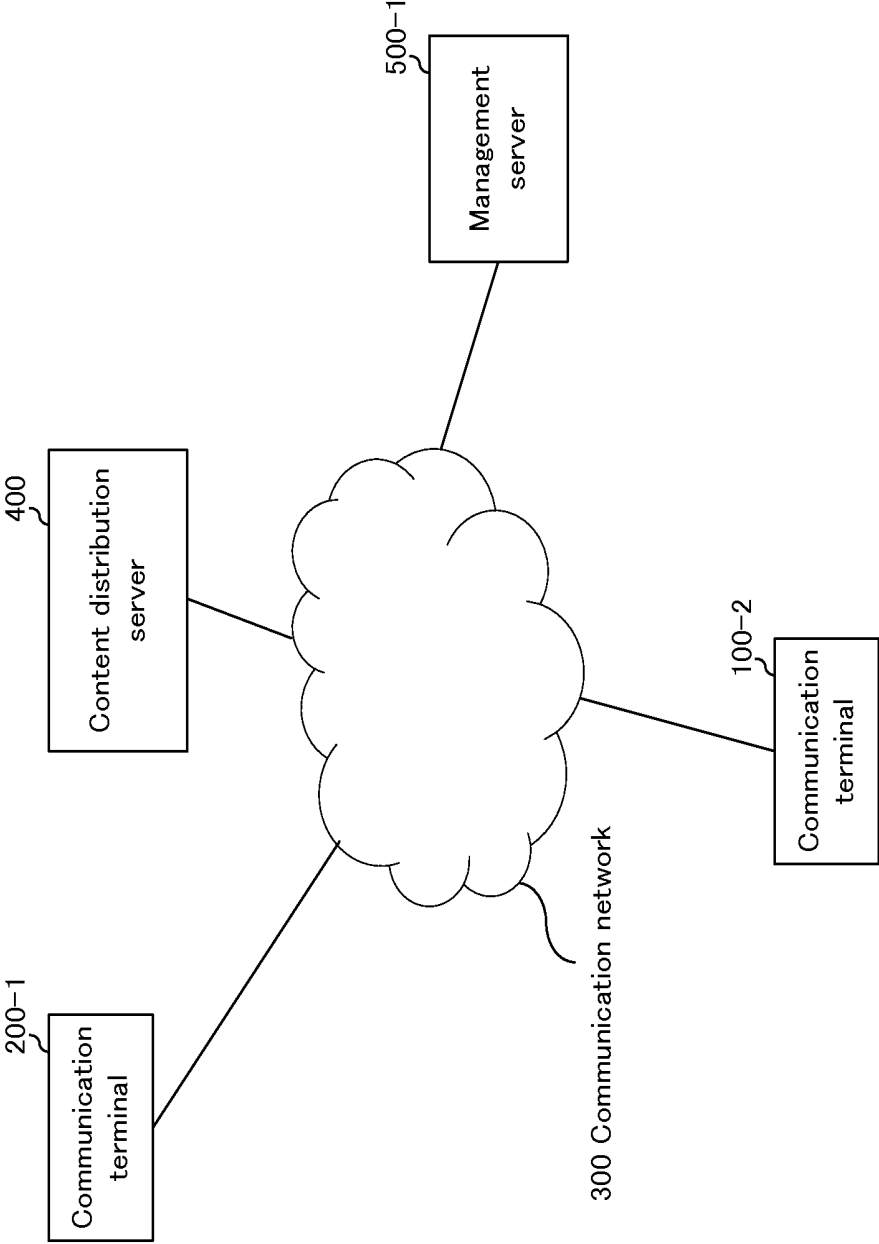 200-1
Communication
terminal
400
Content distribution
server
500-1
Management
server
300 Communication network
100-2
Communication
terminal